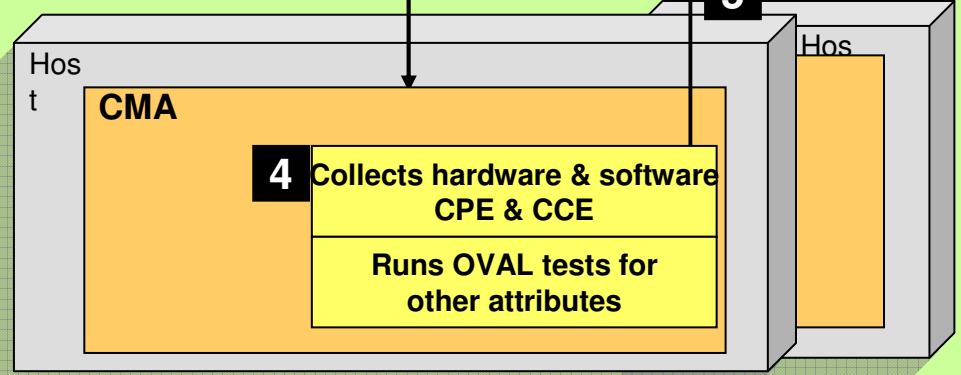 Hos
t
Hos
CMA
4
Collects hardware & software
CPE & CCE
Runs OVAL tests for
other attributes